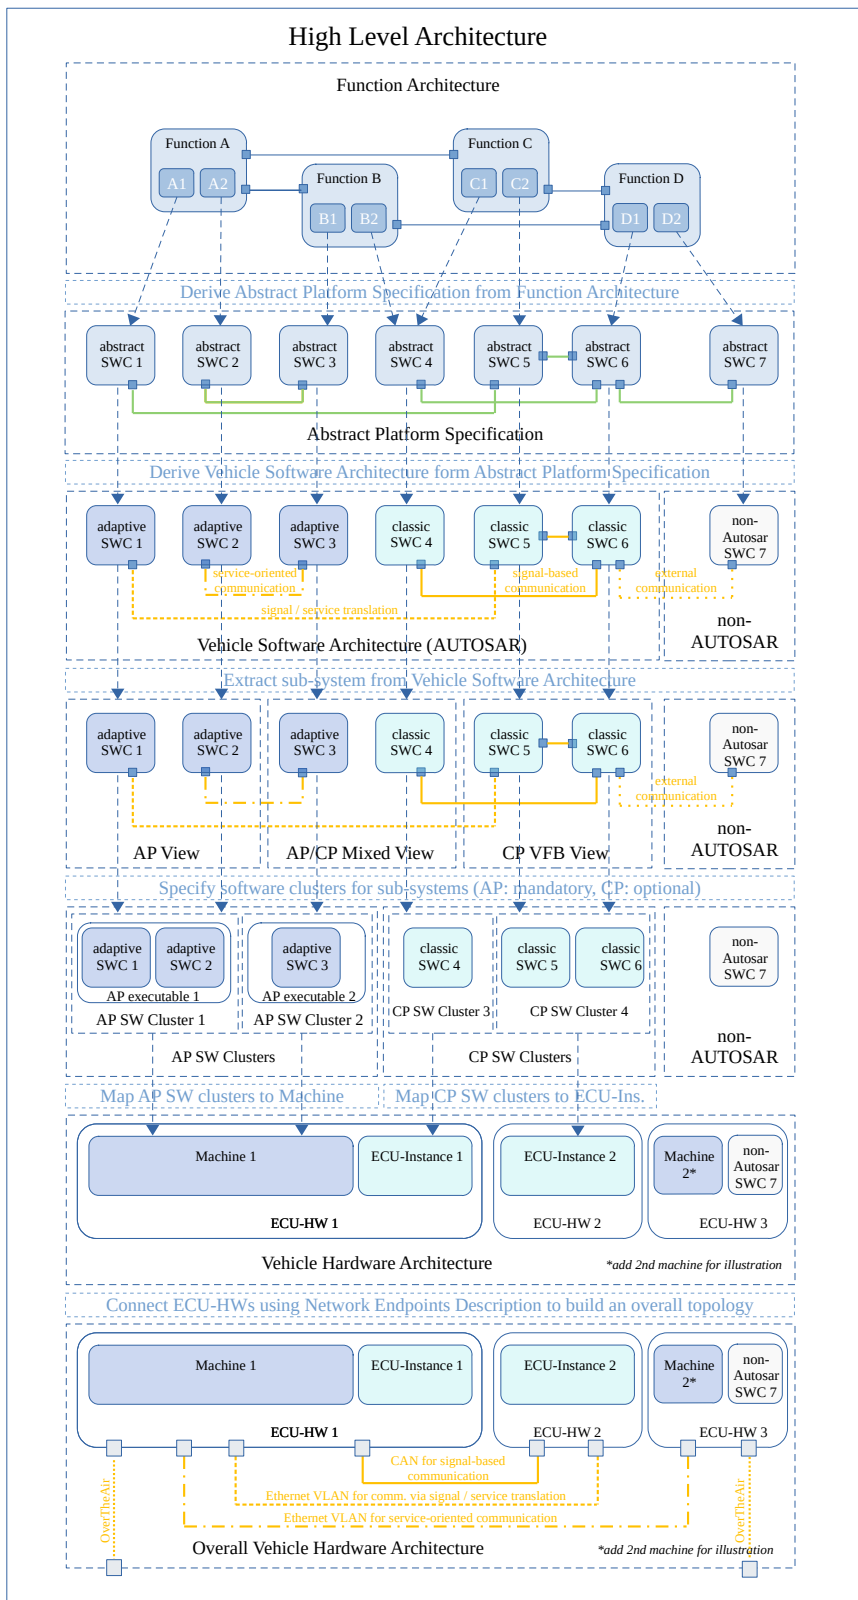 High Level Architecture
Function Architecture
Function A
A1 A2
Function B
B1 B2
Function C
C1 C2
Function D
D1 D2
Derive Abstract Platform Specification from Function Architecture
abstract
SWC 1
abstract
SWC 2
abstract
SWC 3
abstract
SWC 4
abstract
SWC 5
abstract
SWC 6
abstract
SWC 7
Abstract Platform Specification
Derive Vehicle Software Architecture form Abstract Platform Specification
adaptive
SWC 1
adaptive
SWC 2
adaptive
SWC 3
classic
SWC 4
classic
SWC 5
classic
SWC 6
non-
Autosar
SWC 7
service-oriented
communication
signal-based
communication
external
communication
signal / service translation
Vehicle Software Architecture (AUTOSAR)
non-
AUTOSAR
Extract sub-system from Vehicle Software Architecture
adaptive
SWC 1
adaptive
SWC 2
adaptive
SWC 3
classic
SWC 4
classic
SWC 5
classic
SWC 6
non-
Autosar
SWC 7
external
communication
AP View
AP/CP Mixed View
CP VFB View
non-
AUTOSAR
Specify software clusters for sub-systems (AP: mandatory, CP: optional)
adaptive
SWC 1
adaptive
SWC 2
AP executable 1
AP SW Cluster 1
adaptive
SWC 3
AP executable 2
AP SW Cluster 2
AP SW Clusters
classic
SWC 4
CP SW Cluster 3
classic
SWC 5
classic
SWC 6
CP SW Cluster 4
CP SW Clusters
non-
Autosar
SWC 7
non-
AUTOSAR
Map AP SW clusters to Machine
Map CP SW clusters to ECU-Ins.
Machine 1
ECU-Instance 1
ECU-HW 1
ECU-Instance 2
ECU-HW 2
Machine
2*
non-
Autosar
SWC 7
ECU-HW 3
Vehicle Hardware Architecture
*add 2nd machine for illustration
Connect ECU-HWs using Network Endpoints Description to build an overall topology
Machine 1
ECU-Instance 1
ECU-HW 1
ECU-Instance 2
ECU-HW 2
Machine
2*
non-
Autosar
SWC 7
ECU-HW 3
CAN for signal-based
communication
Ethernet VLAN for comm. via signal / service translation
Ethernet VLAN for service-oriented communication
OverTheAir
OverTheAir
Overall Vehicle Hardware Architecture
*add 2nd machine for illustration